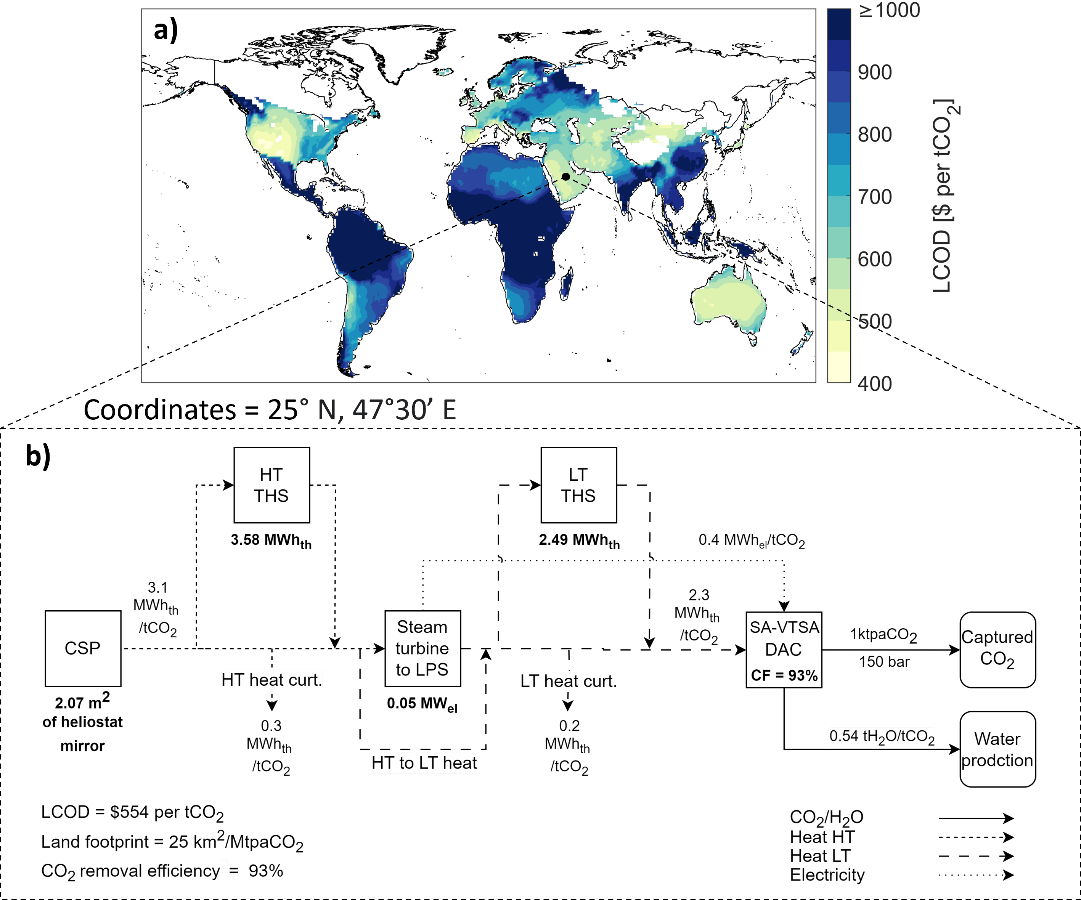 a)
≥1000
900
800
700
600
500
400
LCOD [$ per tCO2]
Coordinates = 25° N, 47°30' E
b)
HT
THS
3.58 MWhth
LT
THS
2.49 MWhth
0.4 MWhel/tCO2
3.1
MWhth
/tCO2
2.3
MWhth
/tCO2
CSP
2.07 m2
of heliostat
mirror
Steam
turbine
to LPS
0.05 MWel
SA-VTSA
DAC
CF = 93%
1ktpaCO2
150 bar
Captured
CO2
HT heat curt.
0.3
MWhth
/tCO2
LT heat curt.
0.2
MWhth
/tCO2
HT to LT heat
0.54 tH2O/tCO2
Water
prodction
LCOD = $554 per tCO2
Land footprint = 25 km2/MtpaCO2
CO2 removal efficiency = 93%
CO2/H2O
Heat HT
Heat LT
Electricity